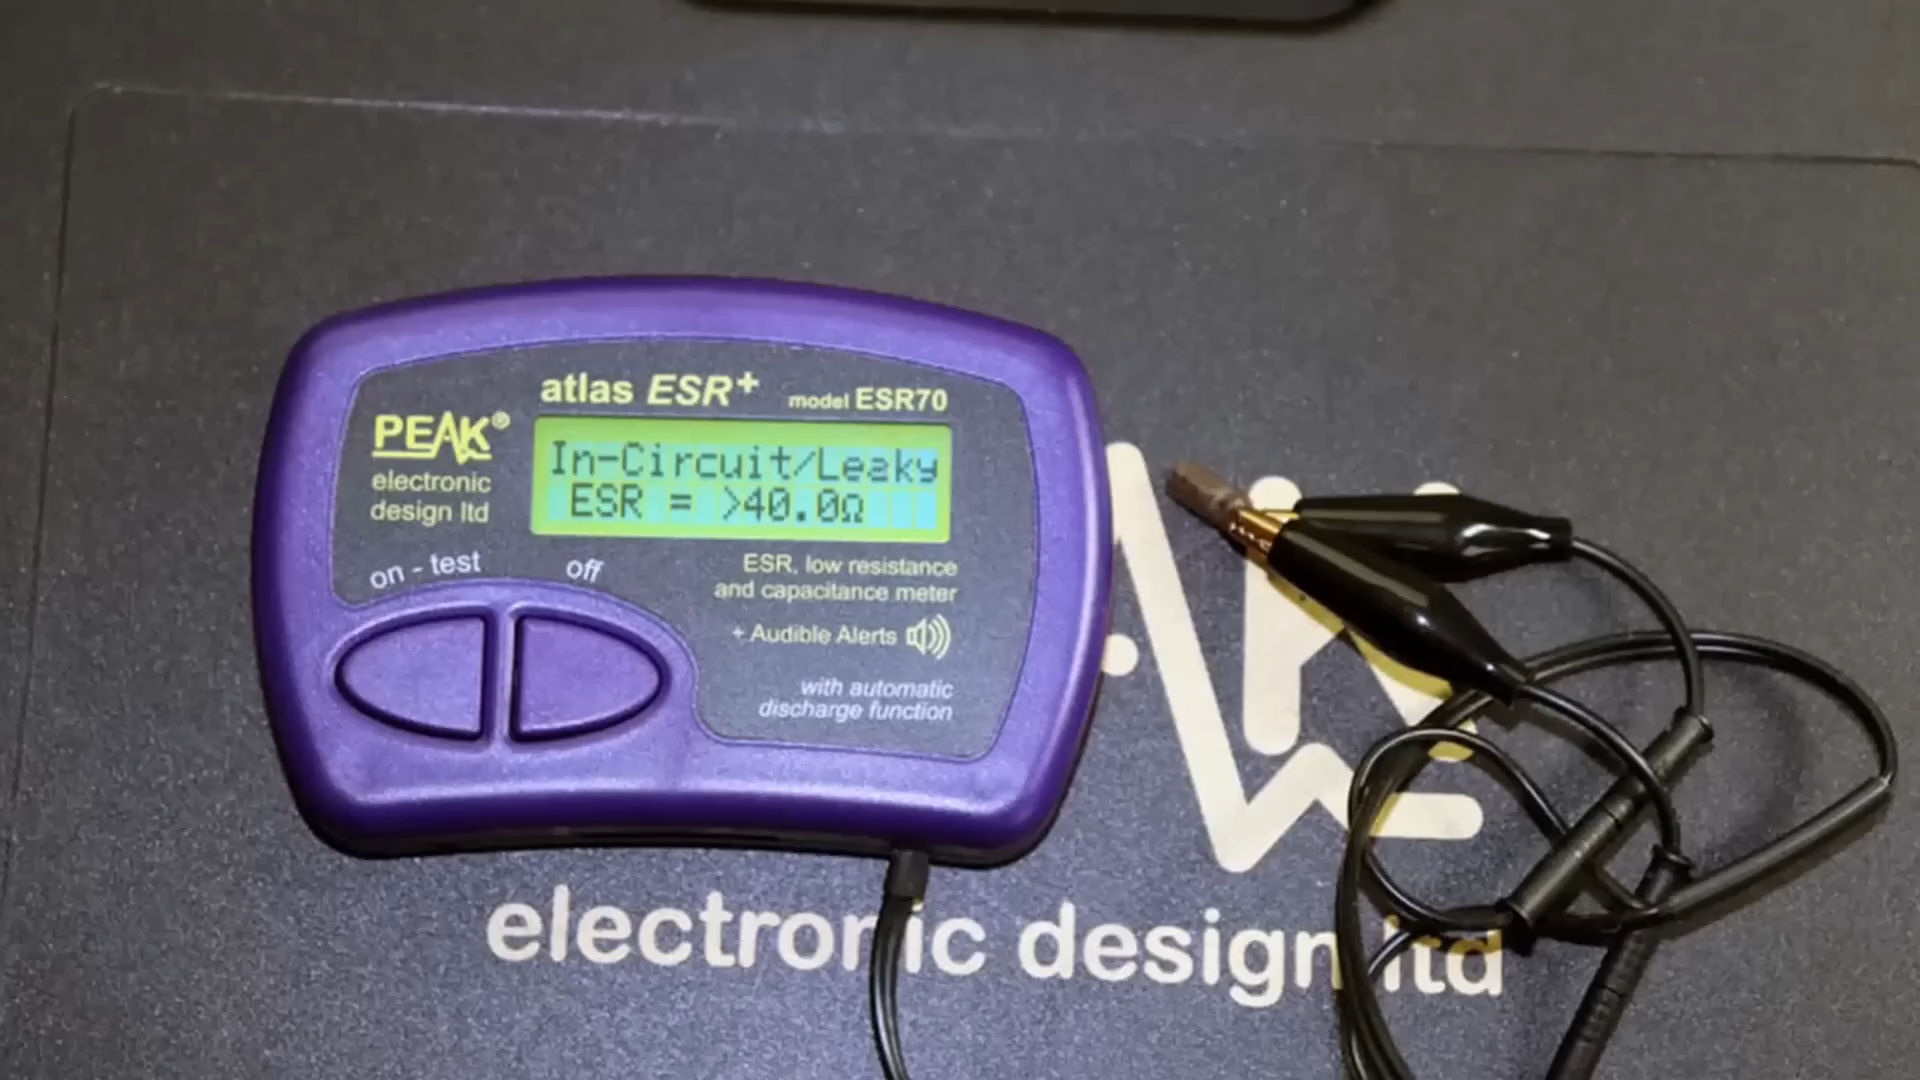 atlas ESR+ model ESR70
PEAK®
electronic
design ltd
In-Circuit/Leaky
ESR = >40.0Ω
on - test
off
ESR, low resistance
and capacitance meter
+ Audible Alerts
with automatic
discharge function
electronic design ltd